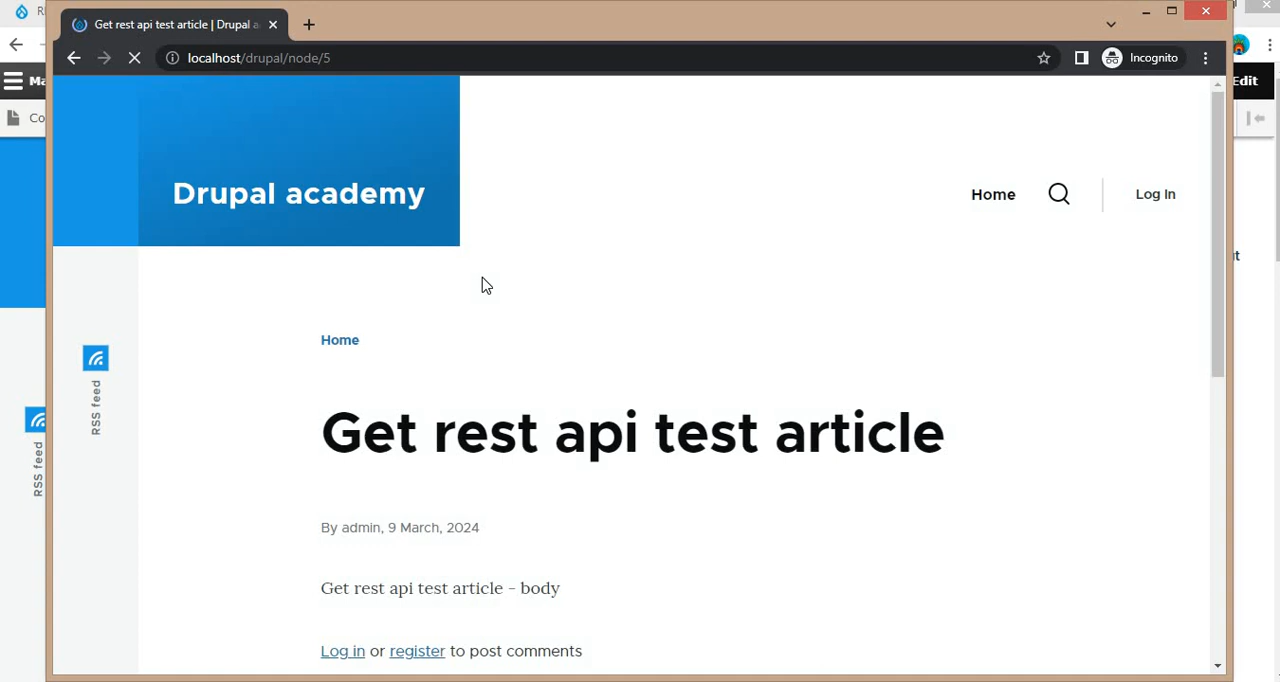 Get rest api test article | Drupal a
localhost/drupal/node/5
Incognito
Edit
Drupal academy
Home
Log In
Home
RSS feed
RSS feed
Get rest api test article
By admin, 9 March, 2024
Get rest api test article - body
Log in or register to post comments